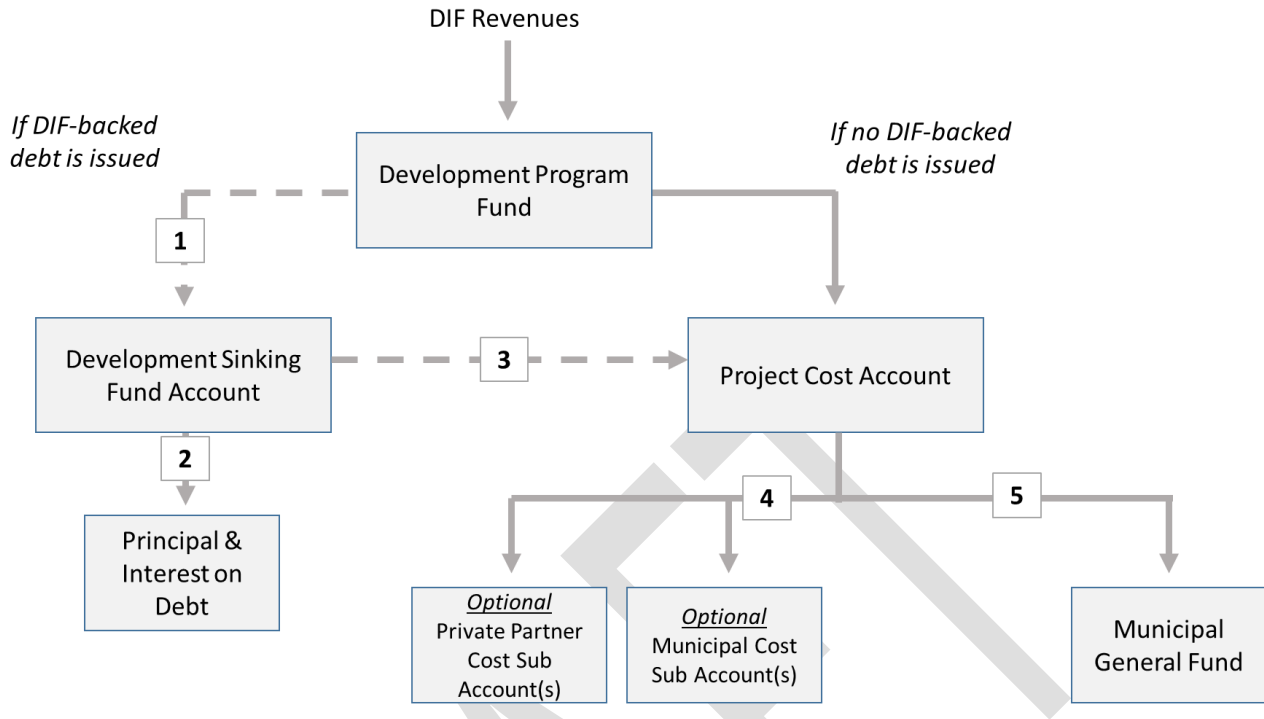 DIF Revenues
If DIF-backed
debt is issued
If no DIF-backed
debt is issued
Development Program
Fund
1
Development Sinking
Fund Account
3
Project Cost Account
2
4
5
Principal &
Interest on
Debt
Optional
Private Partner
Cost Sub
Account(s)
Optional
Municipal Cost
Sub Account(s)
Municipal
General Fund